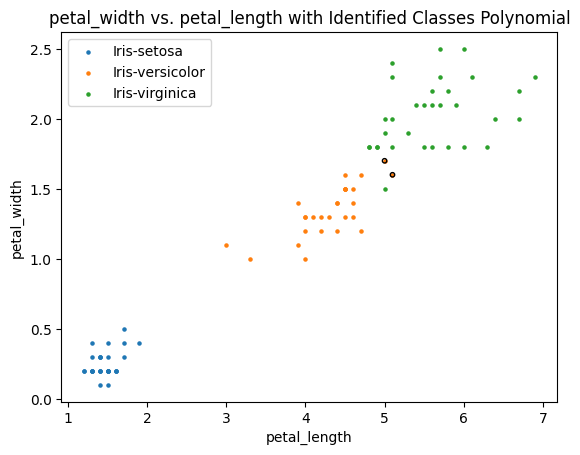 petal_width vs. petal_length with Identified Classes Polynomial
Iris-setosa
Iris-versicolor
Iris-virginica
2.5
2.0
1.5
1.0
0.5
0.0
petal_width
1 2 3 4 5 6 7
petal_length